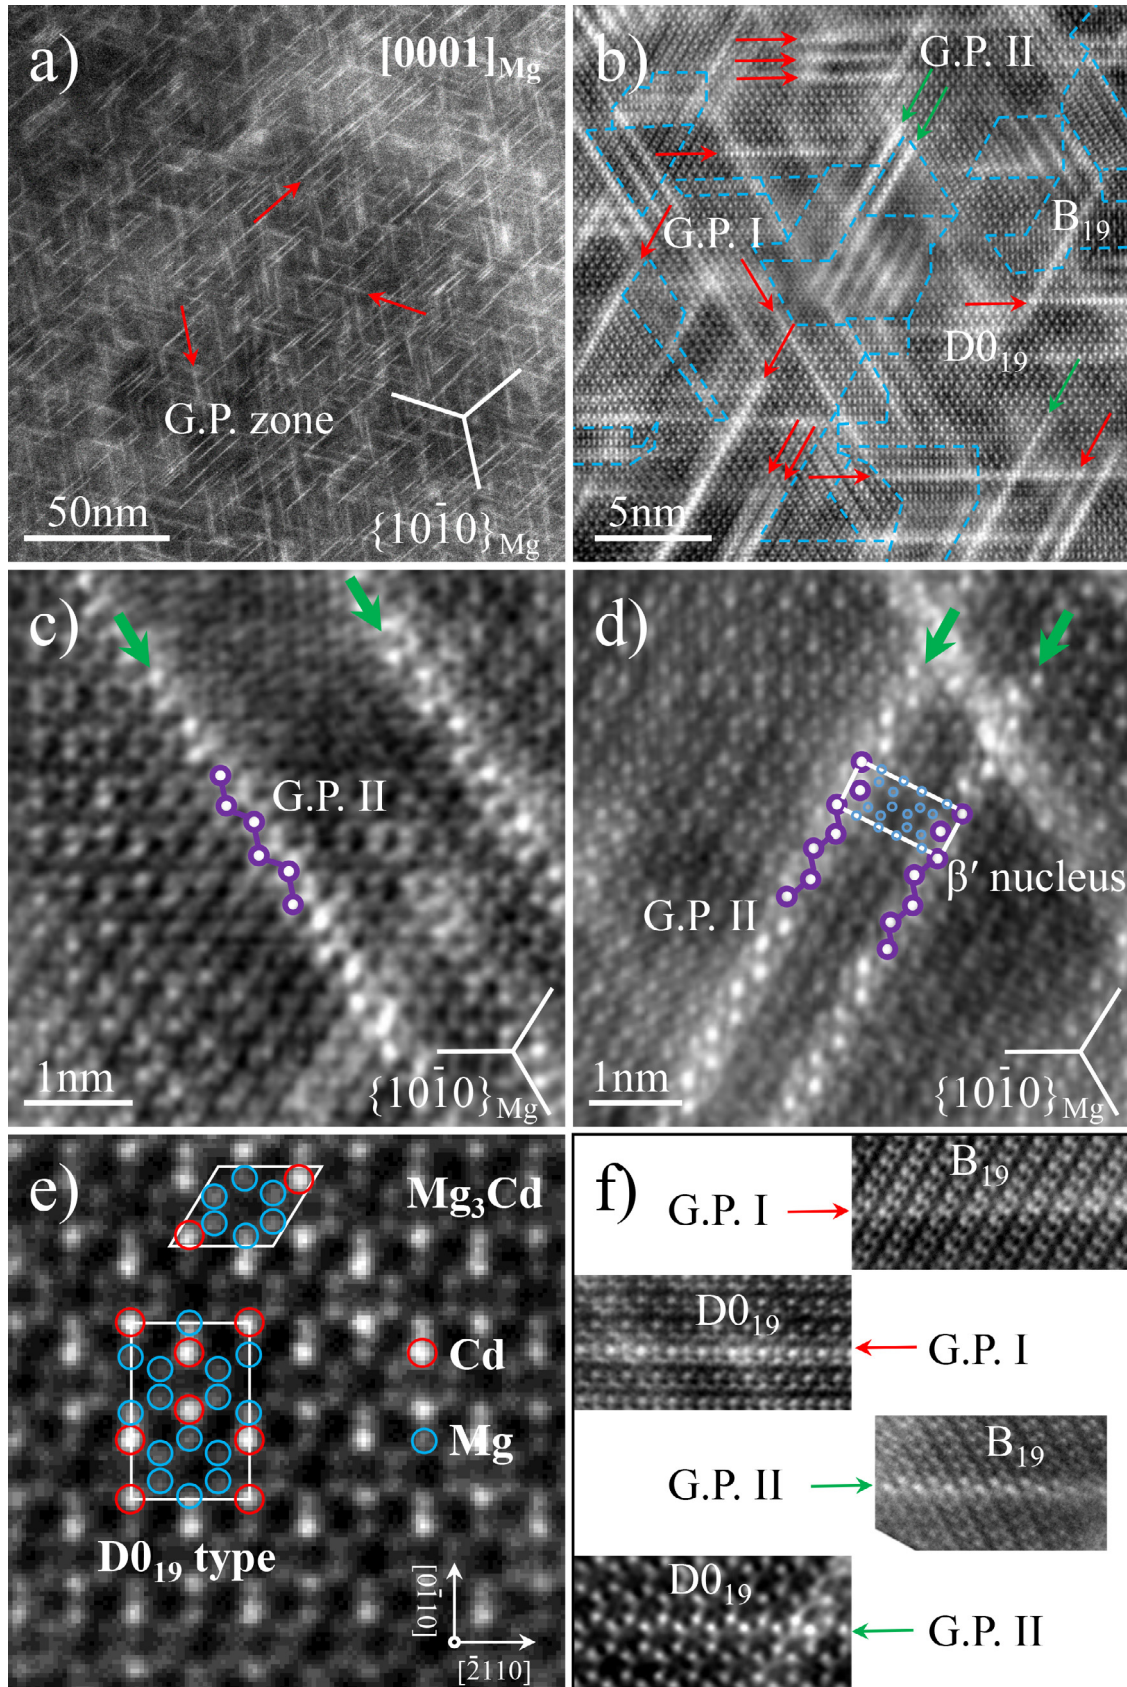 a)
[0001]Mg
G.P. zone
50nm
{101̄0}Mg
b)
G.P. II
G.P. I
B19
D019
5nm
c)
G.P. II
1nm
{101̄0}Mg
d)
G.P. II
β′ nucleus
1nm
{101̄0}Mg
e)
Mg3Cd
Cd
Mg
D019 type
[01̄10]
[2̄110]
f)
B19
G.P. I
D019
G.P. I
B19
G.P. II
D019
G.P. II